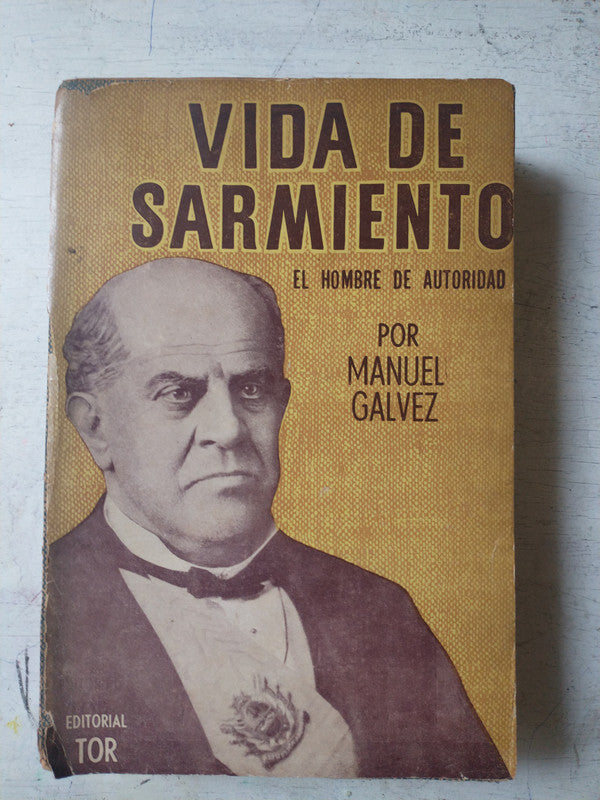 VIDA DE
SARMIENTO
EL HOMBRE DE AUTORIDAD
POR
MANUEL
GALVEZ
EDITORIAL
TOR